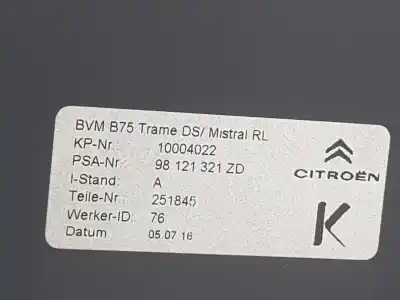 BVM B75 Trame DS/ Mistral RL
KP-Nr.: 10004022
PSA-Nr.: 98 121 321 ZD
I-Stand: A
Teile-Nr.: 251845
Werker-ID: 76
Datum: 05.07.16
CITROËN
K